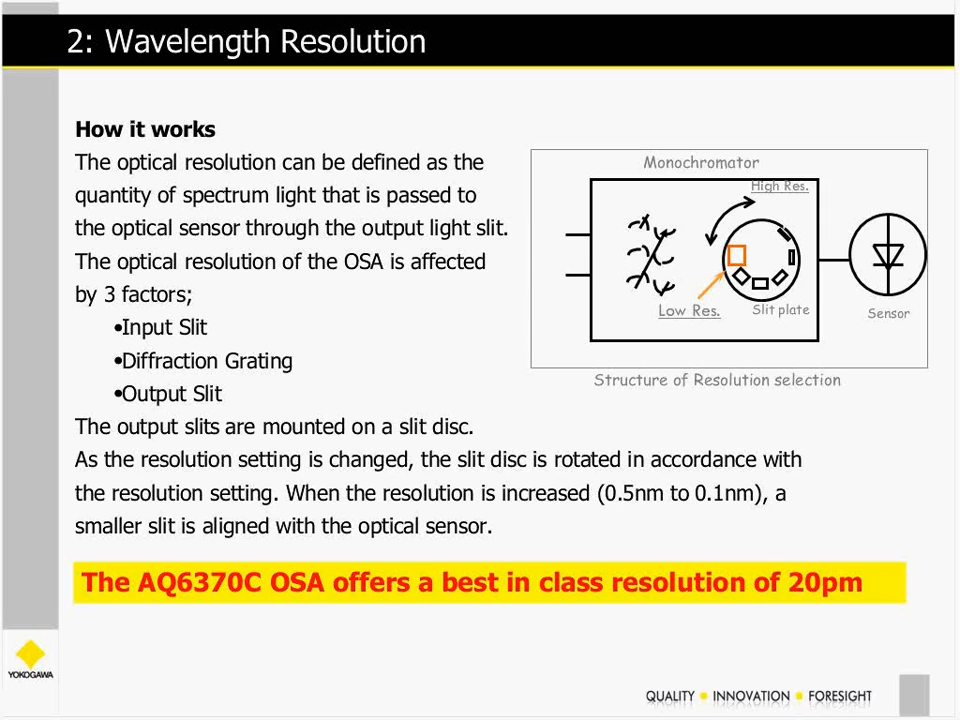 2: Wavelength Resolution
How it works
The optical resolution can be defined as the
quantity of spectrum light that is passed to
the optical sensor through the output light slit.
The optical resolution of the OSA is affected
by 3 factors;
•Input Slit
•Diffraction Grating
•Output Slit
The output slits are mounted on a slit disc.
As the resolution setting is changed, the slit disc is rotated in accordance with
the resolution setting. When the resolution is increased (0.5nm to 0.1nm), a
smaller slit is aligned with the optical sensor.
Monochromator
High Res.
Low Res.
Slit plate
Sensor
Structure of Resolution selection
The AQ6370C OSA offers a best in class resolution of 20pm
YOKOGAWA
QUALITY ▪ INNOVATION ▪ FORESIGHT